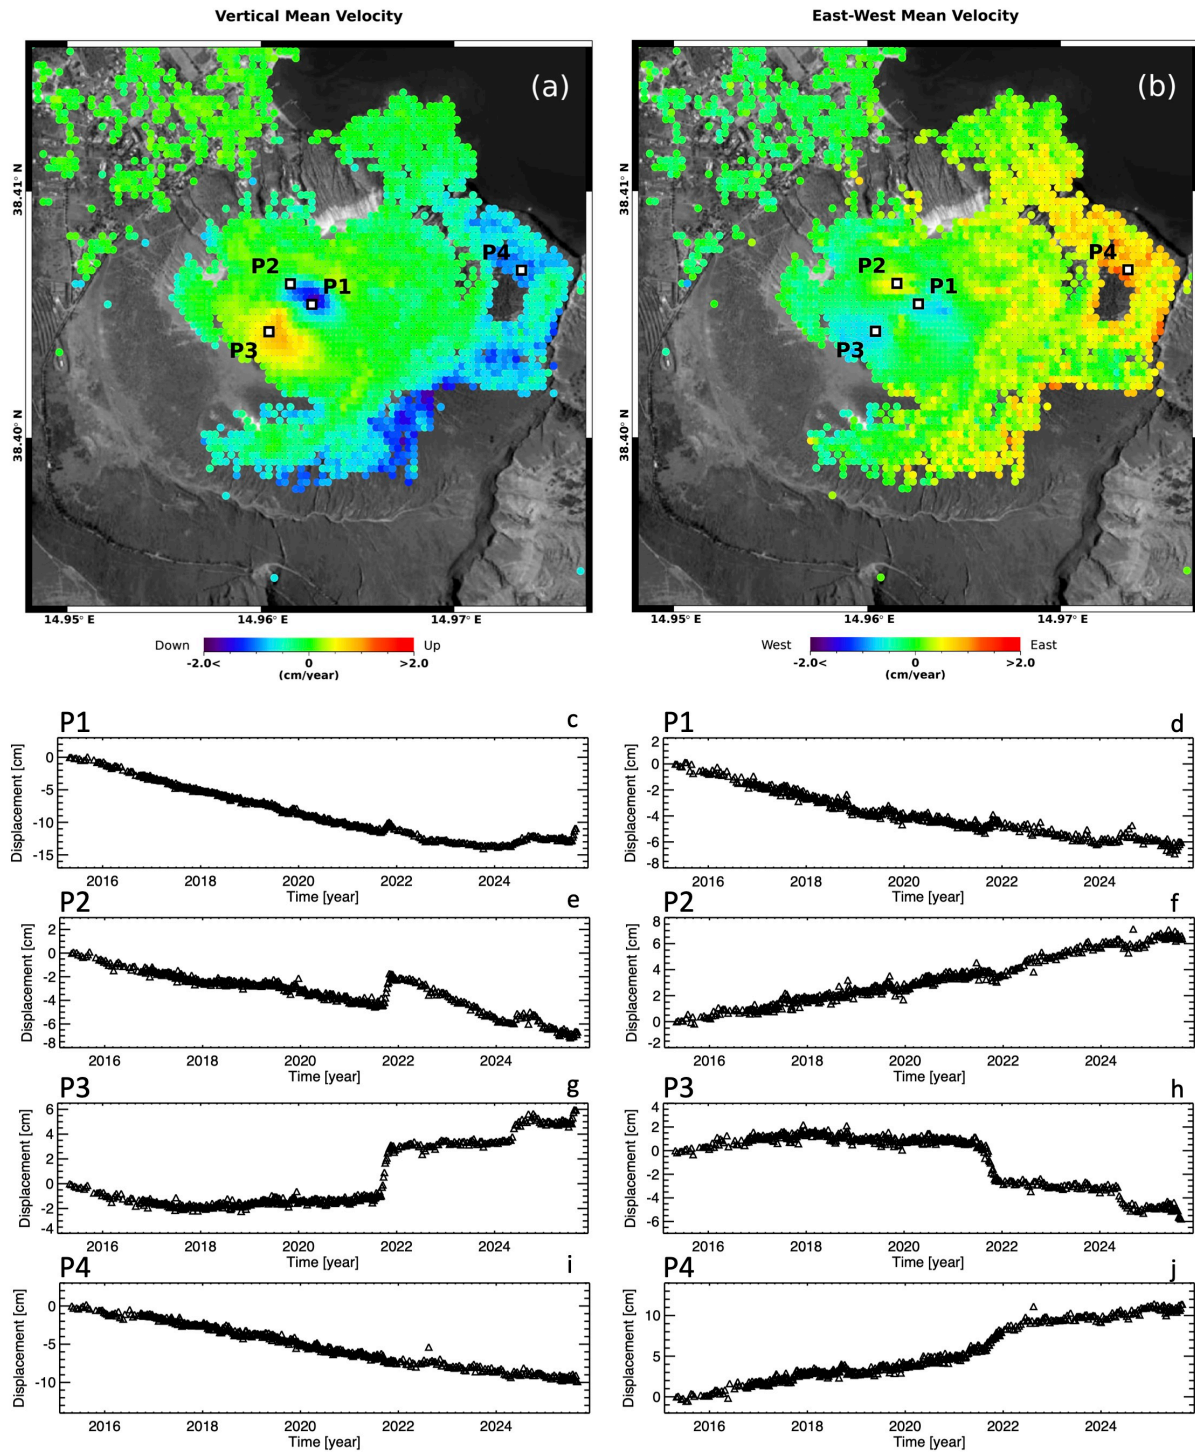 Vertical Mean Velocity
East-West Mean Velocity
(a)
(b)
38.41° N
38.41° N
P4
P4
P2
P2
P1
P1
P3
P3
38.40° N
38.40° N
14.95° E
14.96° E
14.97° E
14.95° E
14.96° E
14.97° E
Down
Up
-2.0<
0
>2.0
(cm/year)
West
East
-2.0<
0
>2.0
(cm/year)
P1
c
Displacement [cm]
0
-5
-10
-15
2016 2018 2020 2022 2024
Time [year]
P1
d
Displacement [cm]
2
0
-2
-4
-6
-8
2016 2018 2020 2022 2024
Time [year]
P2
e
Displacement [cm]
2
0
-2
-4
-6
-8
2016 2018 2020 2022 2024
Time [year]
P2
f
Displacement [cm]
8
6
4
2
0
-2
2016 2018 2020 2022 2024
Time [year]
P3
g
Displacement [cm]
6
4
2
0
-2
-4
2016 2018 2020 2022 2024
Time [year]
P3
h
Displacement [cm]
4
2
0
-2
-4
-6
2016 2018 2020 2022 2024
Time [year]
P4
i
Displacement [cm]
0
-5
-10
2016 2018 2020 2022 2024
Time [year]
P4
j
Displacement [cm]
10
5
0
2016 2018 2020 2022 2024
Time [year]